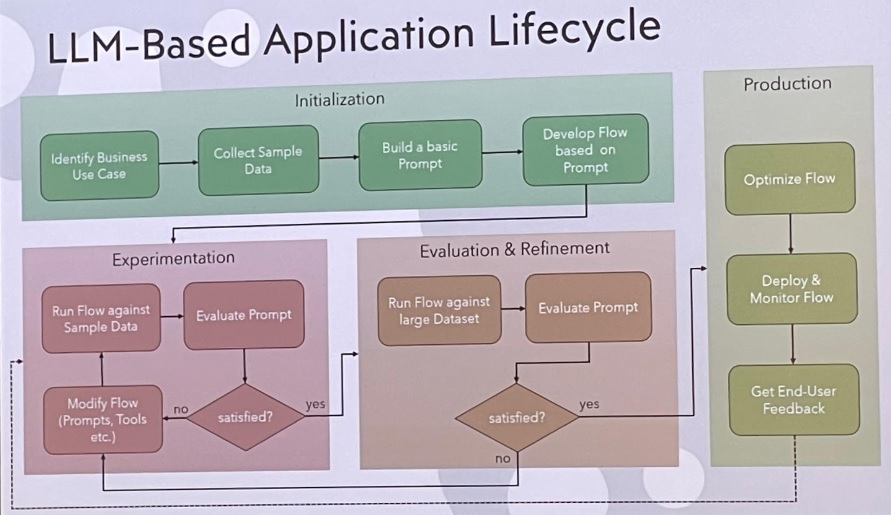 LLM-Based Application Lifecycle
Initialization
Identify Business
Use Case
Collect Sample
Data
Build a basic
Prompt
Develop Flow
based on
Prompt
Experimentation
Run Flow against
Sample Data
Evaluate Prompt
Modify Flow
(Prompts, Tools
etc.)
no
satisfied?
yes
Evaluation & Refinement
Run Flow against
large Dataset
Evaluate Prompt
satisfied?
yes
no
Production
Optimize Flow
Deploy &
Monitor Flow
Get End-User
Feedback